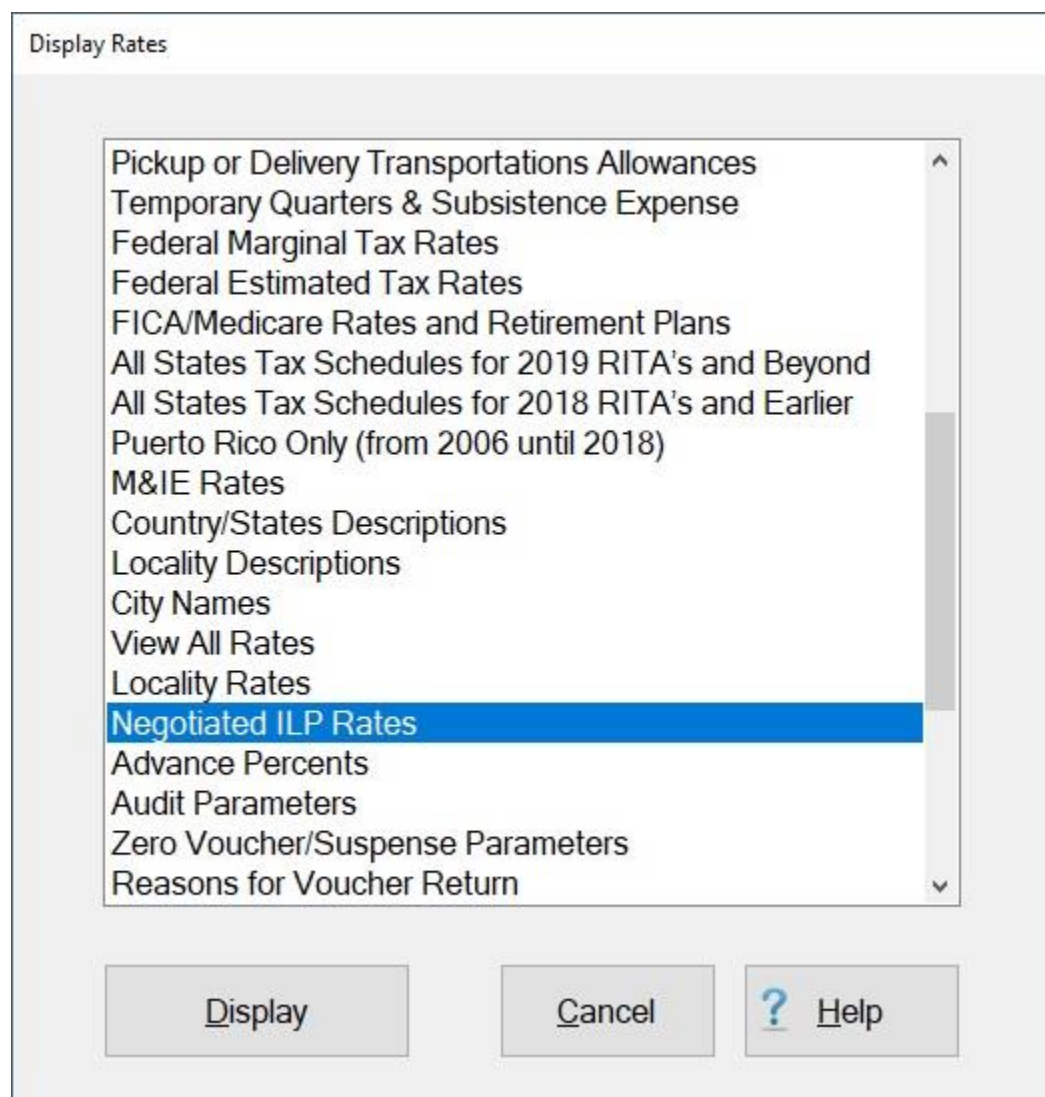 Display Rates
Pickup or Delivery Transportations Allowances
Temporary Quarters & Subsistence Expense
Federal Marginal Tax Rates
Federal Estimated Tax Rates
FICA/Medicare Rates and Retirement Plans
All States Tax Schedules for 2019 RITA's and Beyond
All States Tax Schedules for 2018 RITA's and Earlier
Puerto Rico Only (from 2006 until 2018)
M&IE Rates
Country/States Descriptions
Locality Descriptions
City Names
View All Rates
Locality Rates
Negotiated ILP Rates
Advance Percents
Audit Parameters
Zero Voucher/Suspense Parameters
Reasons for Voucher Return
Display Cancel ? Help